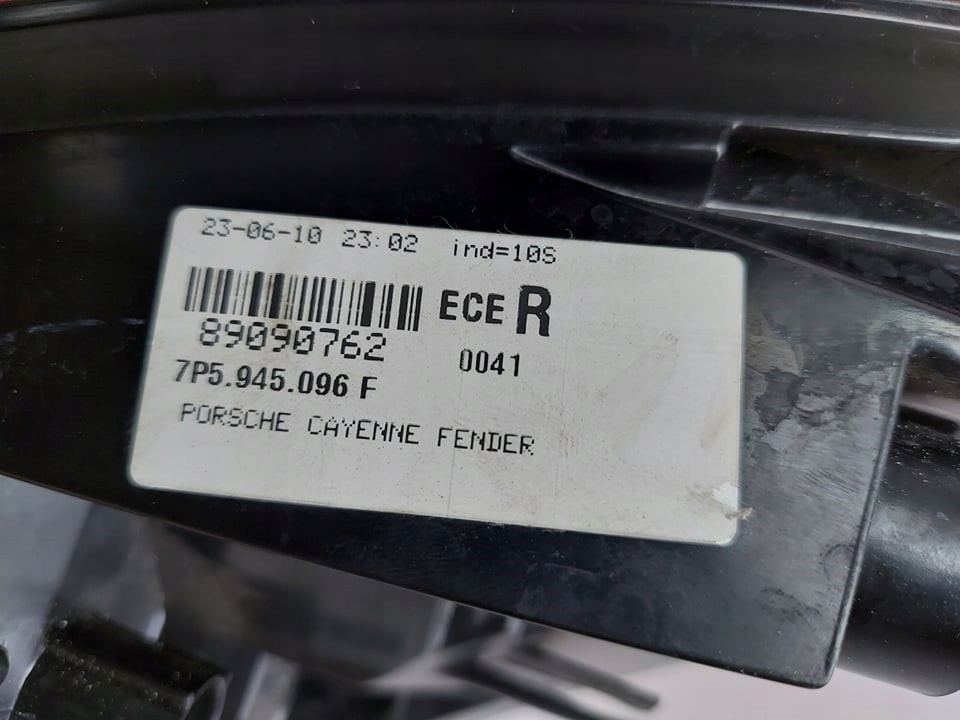 23-06-10 23:02 ind=10S
ECE R
89090762 0041
7P5.945.096 F
PORSCHE CAYENNE FENDER